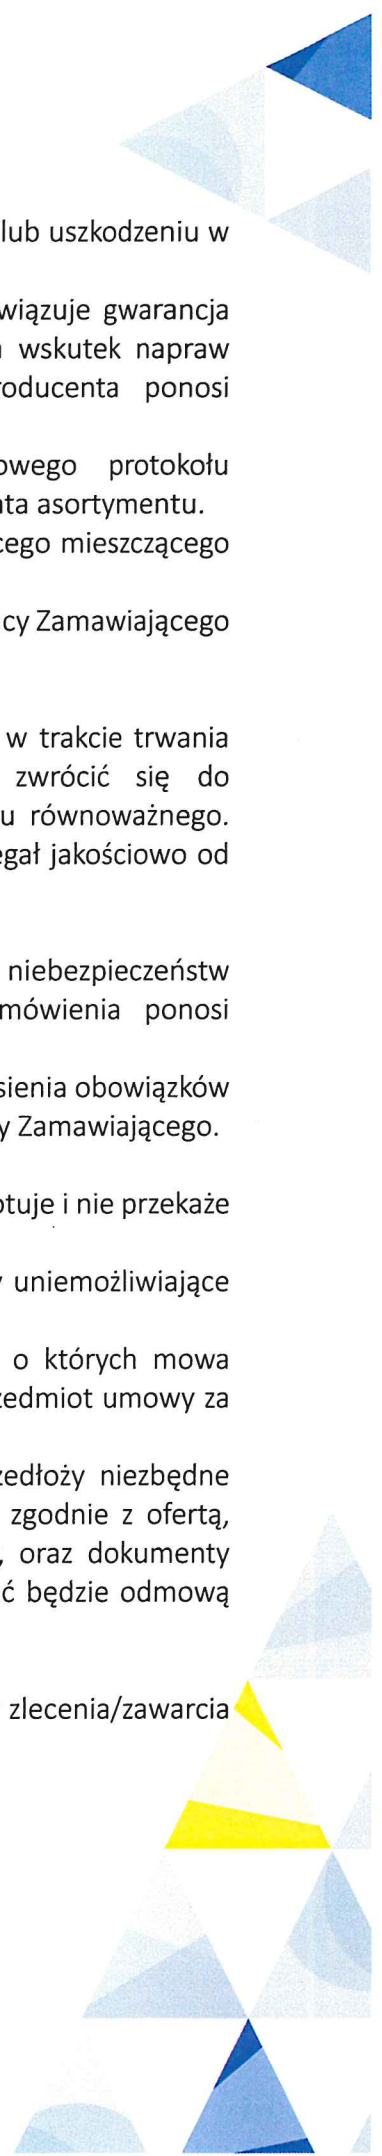 lub uszkodzeniu w
wiązuje gwarancja
wskutek napraw
roducenta ponosi
owego protokołu
nta asortymentu.
cego mieszczącego
cy Zamawiającego
w trakcie trwania
zwrócić się do
u równoważnego.
egał jakościowo od
niebezpieczeństw
mówienia ponosi
sienia obowiązków
y Zamawiającego.
otuje i nie przekaże
uniemożliwiające
o których mowa
zedmiot umowy za
zedłoży niezbędne
zgodnie z ofertą,
, oraz dokumenty
ć będzie odmową
zlecenia/zawarcia